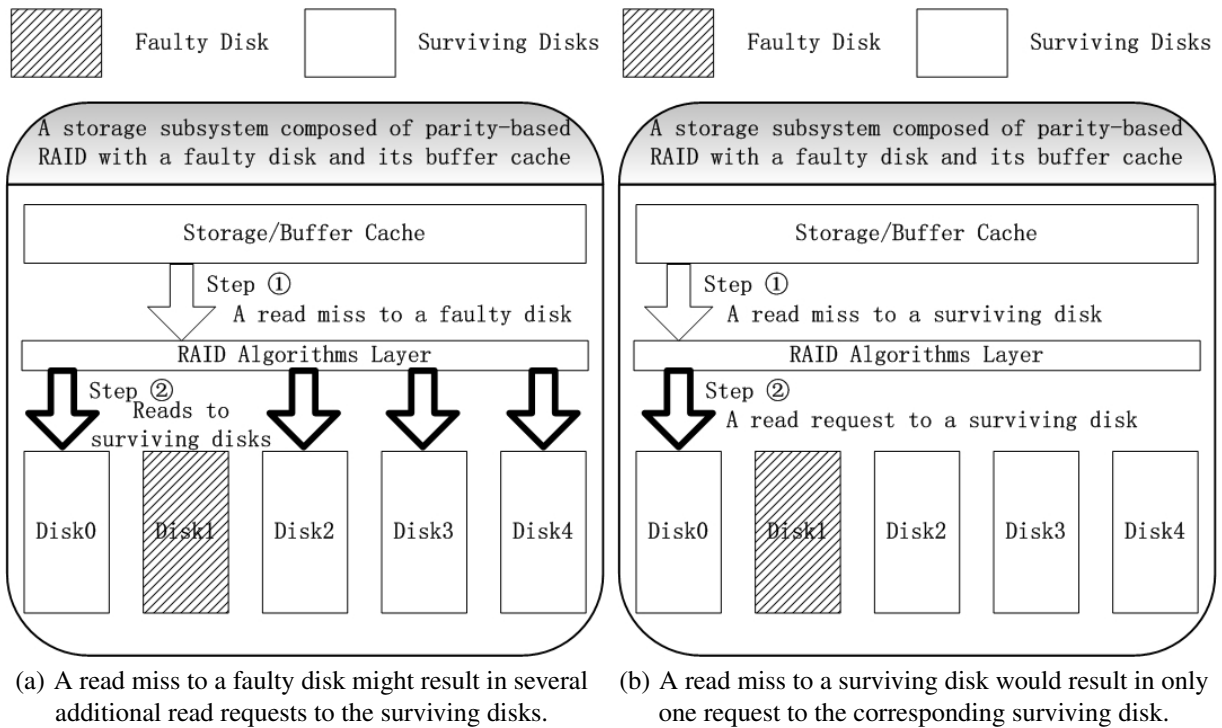 Faulty Disk
Surviving Disks
A storage subsystem composed of parity-based
RAID with a faulty disk and its buffer cache
Storage/Buffer Cache
Step ①
A read miss to a faulty disk
RAID Algorithms Layer
Step ②
Reads to
surviving disks
Disk0
Disk1
Disk2
Disk3
Disk4
(a) A read miss to a faulty disk might result in several
additional read requests to the surviving disks.
Faulty Disk
Surviving Disks
A storage subsystem composed of parity-based
RAID with a faulty disk and its buffer cache
Storage/Buffer Cache
Step ①
A read miss to a surviving disk
RAID Algorithms Layer
Step ②
A read request to a surviving disk
Disk0
Disk1
Disk2
Disk3
Disk4
(b) A read miss to a surviving disk would result in only
one request to the corresponding surviving disk.